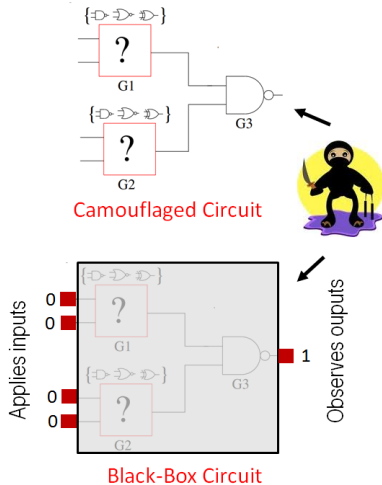 ?
G1
G3
?
G2
Camouflaged Circuit
Applies inputs
0
0
?
G1
G3
1
0
0
?
G2
Observes ouputs
Black-Box Circuit